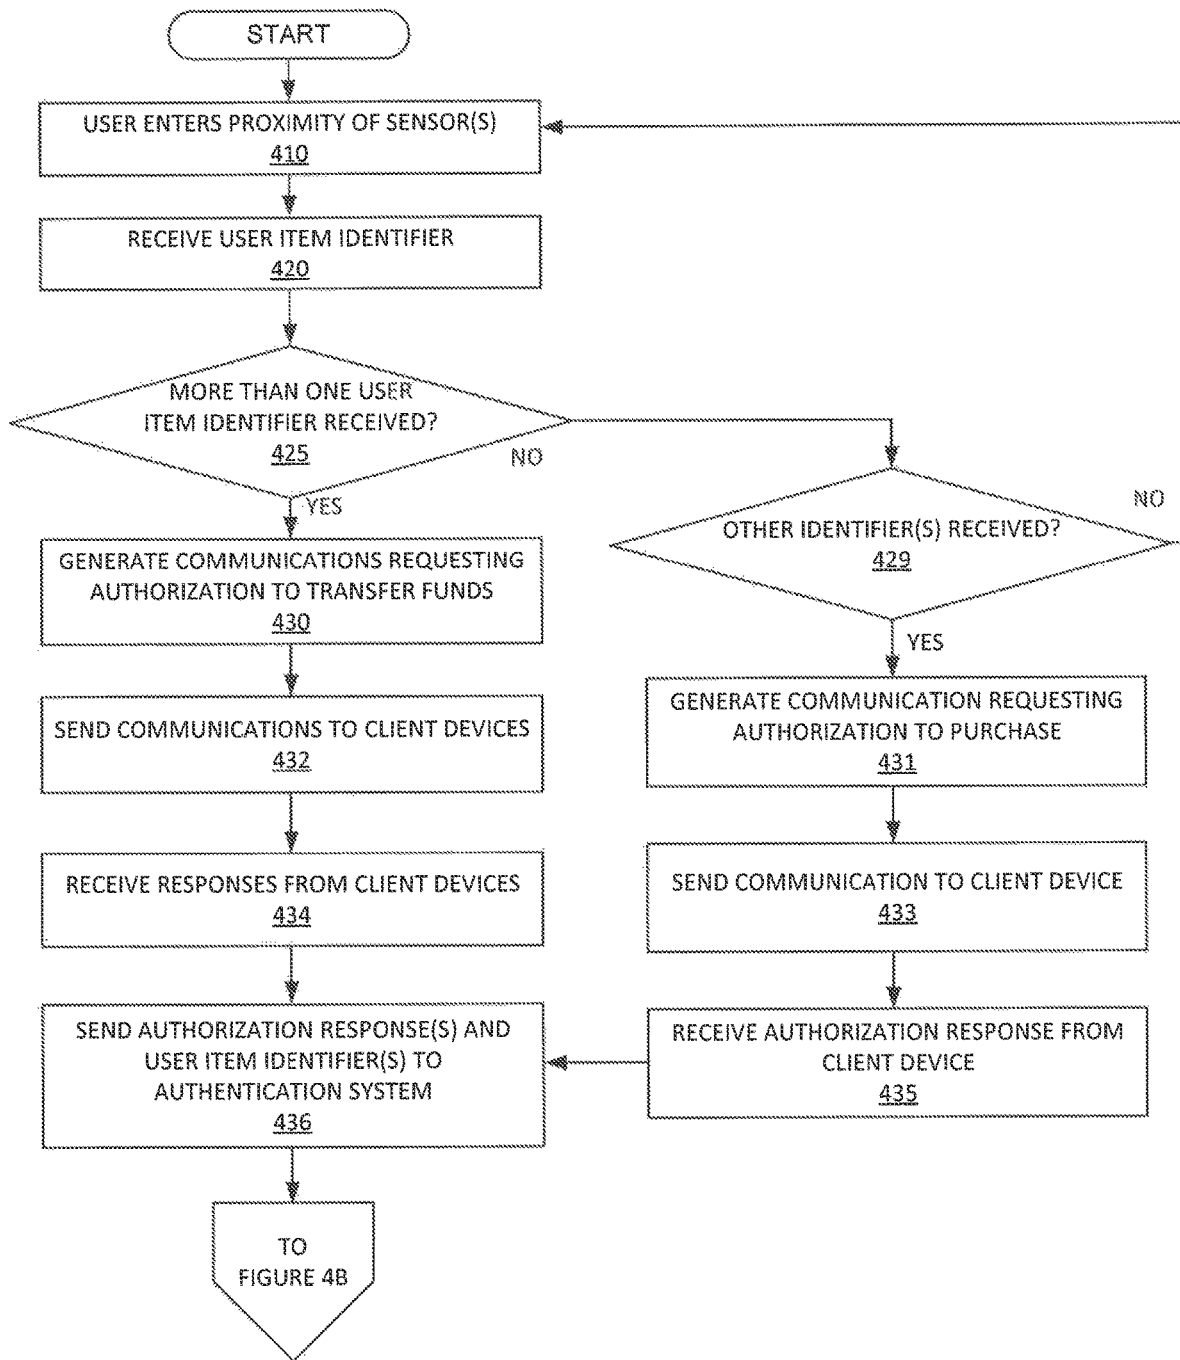 START
USER ENTERS PROXIMITY OF SENSOR(S)
410
RECEIVE USER ITEM IDENTIFIER
420
MORE THAN ONE USER
ITEM IDENTIFIER RECEIVED?
425
NO
YES
OTHER IDENTIFIER(S) RECEIVED?
429
NO
YES
GENERATE COMMUNICATIONS REQUESTING
AUTHORIZATION TO TRANSFER FUNDS
430
SEND COMMUNICATIONS TO CLIENT DEVICES
432
RECEIVE RESPONSES FROM CLIENT DEVICES
434
GENERATE COMMUNICATION REQUESTING
AUTHORIZATION TO PURCHASE
431
SEND COMMUNICATION TO CLIENT DEVICE
433
RECEIVE AUTHORIZATION RESPONSE FROM
CLIENT DEVICE
435
SEND AUTHORIZATION RESPONSE(S) AND
USER ITEM IDENTIFIER(S) TO
AUTHENTICATION SYSTEM
436
TO
FIGURE 4B